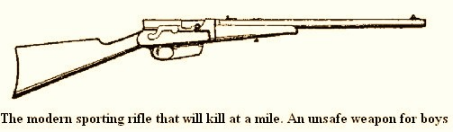 The modern sporting rifle that will kill at a mile. An unsafe weapon for boys